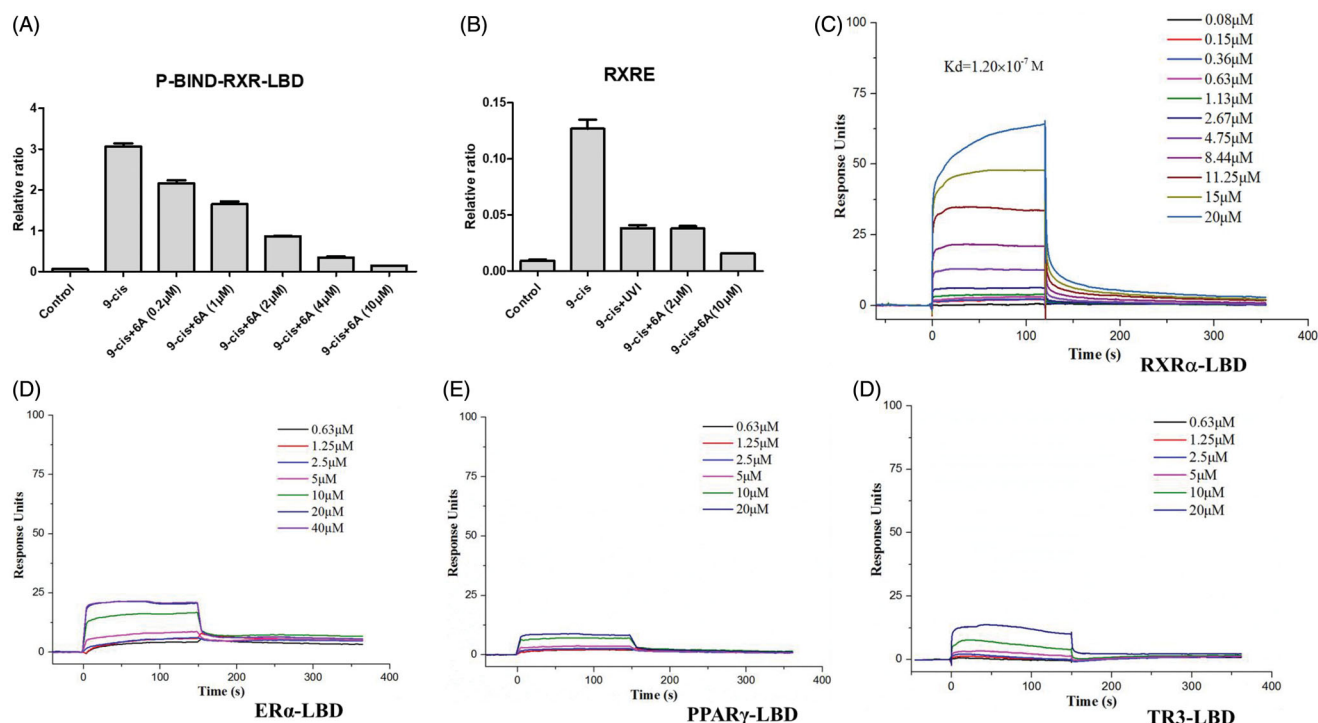 (A)
P-BIND-RXR-LBD
Relative ratio
4
3
2
1
0
Control
9-cis
9-cis+6A (0.2μM)
9-cis+6A (1μM)
9-cis+6A (2μM)
9-cis+6A (4μM)
9-cis+6A (10μM)
(B)
RXRE
Relative ratio
0.15
0.10
0.05
0.00
Control
9-cis
9-cis+UVI
9-cis+6A (2μM)
9-cis+6A(10μM)
(C)
Kd=1.20×10-7 M
0.08μM
0.15μM
0.36μM
0.63μM
1.13μM
2.67μM
4.75μM
8.44μM
11.25μM
15μM
20μM
Response Units
100
75
50
25
0
0 100 200 300 400
Time (s)
RXRα-LBD
(D)
0.63μM
1.25μM
2.5μM
5μM
10μM
20μM
40μM
Response Units
100
75
50
25
0
0 100 200 300 400
Time (s)
ERα-LBD
(E)
0.63μM
1.25μM
2.5μM
5μM
10μM
20μM
Response Units
100
75
50
25
0
0 100 200 300 400
Time (s)
PPARγ-LBD
(D)
0.63μM
1.25μM
2.5μM
5μM
10μM
20μM
Response Units
100
75
50
25
0
0 100 200 300 400
Time (s)
TR3-LBD